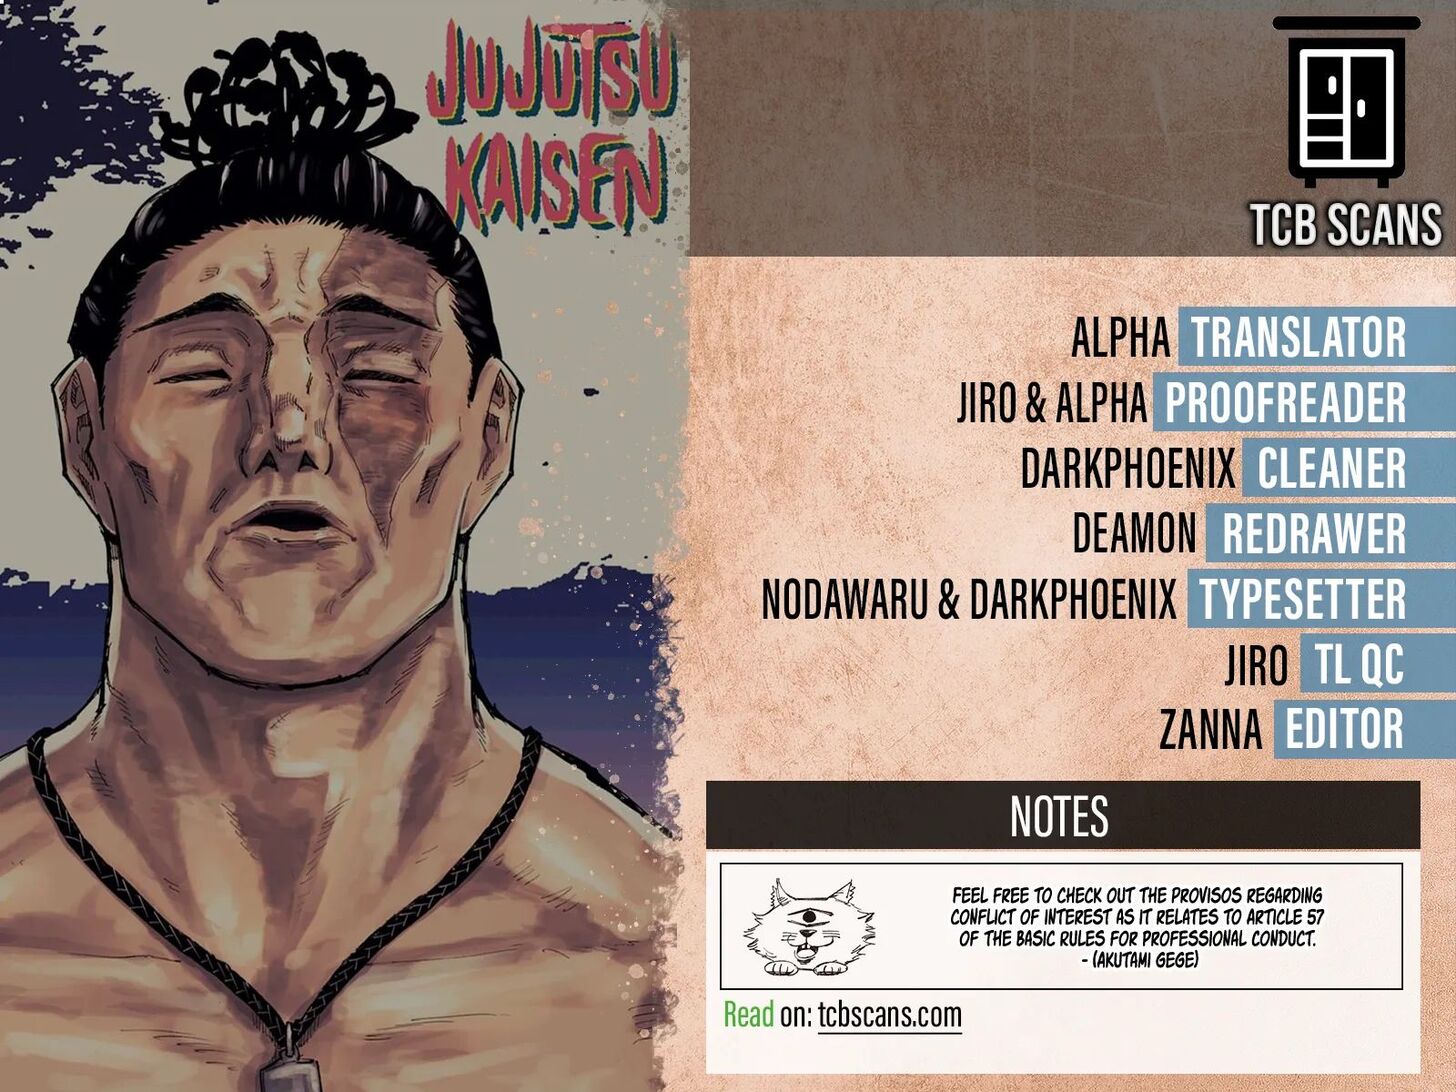 JUJUTSU
KAISEN
TCB SCANS
ALPHA TRANSLATOR
JIRO & ALPHA PROOFREADER
DARKPHOENIX CLEANER
DEAMON REDRAWER
NODAWARU & DARKPHOENIX TYPESETTER
JIRO TL QC
ZANNA EDITOR
NOTES
FEEL FREE TO CHECK OUT THE PROVISOS REGARDING
CONFLICT OF INTEREST AS IT RELATES TO ARTICLE 57
OF THE BASIC RULES FOR PROFESSIONAL CONDUCT.
- (AKUTAMI GEGE)
Read on: tcbscans.com